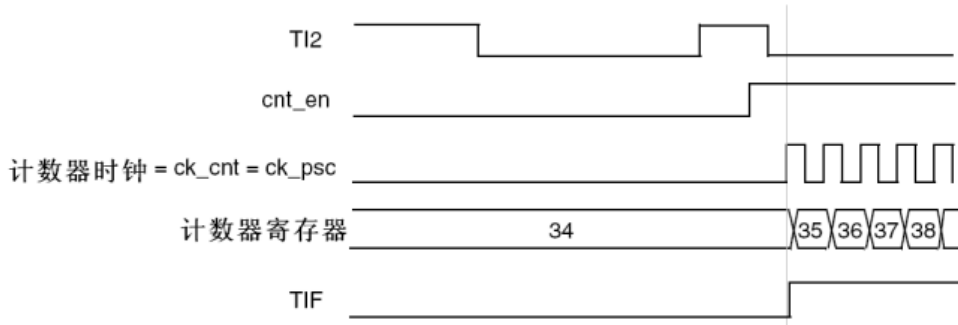 TI2
cnt_en
计数器时钟 = ck_cnt = ck_psc
计数器寄存器 34 35 36 37 38
TIF